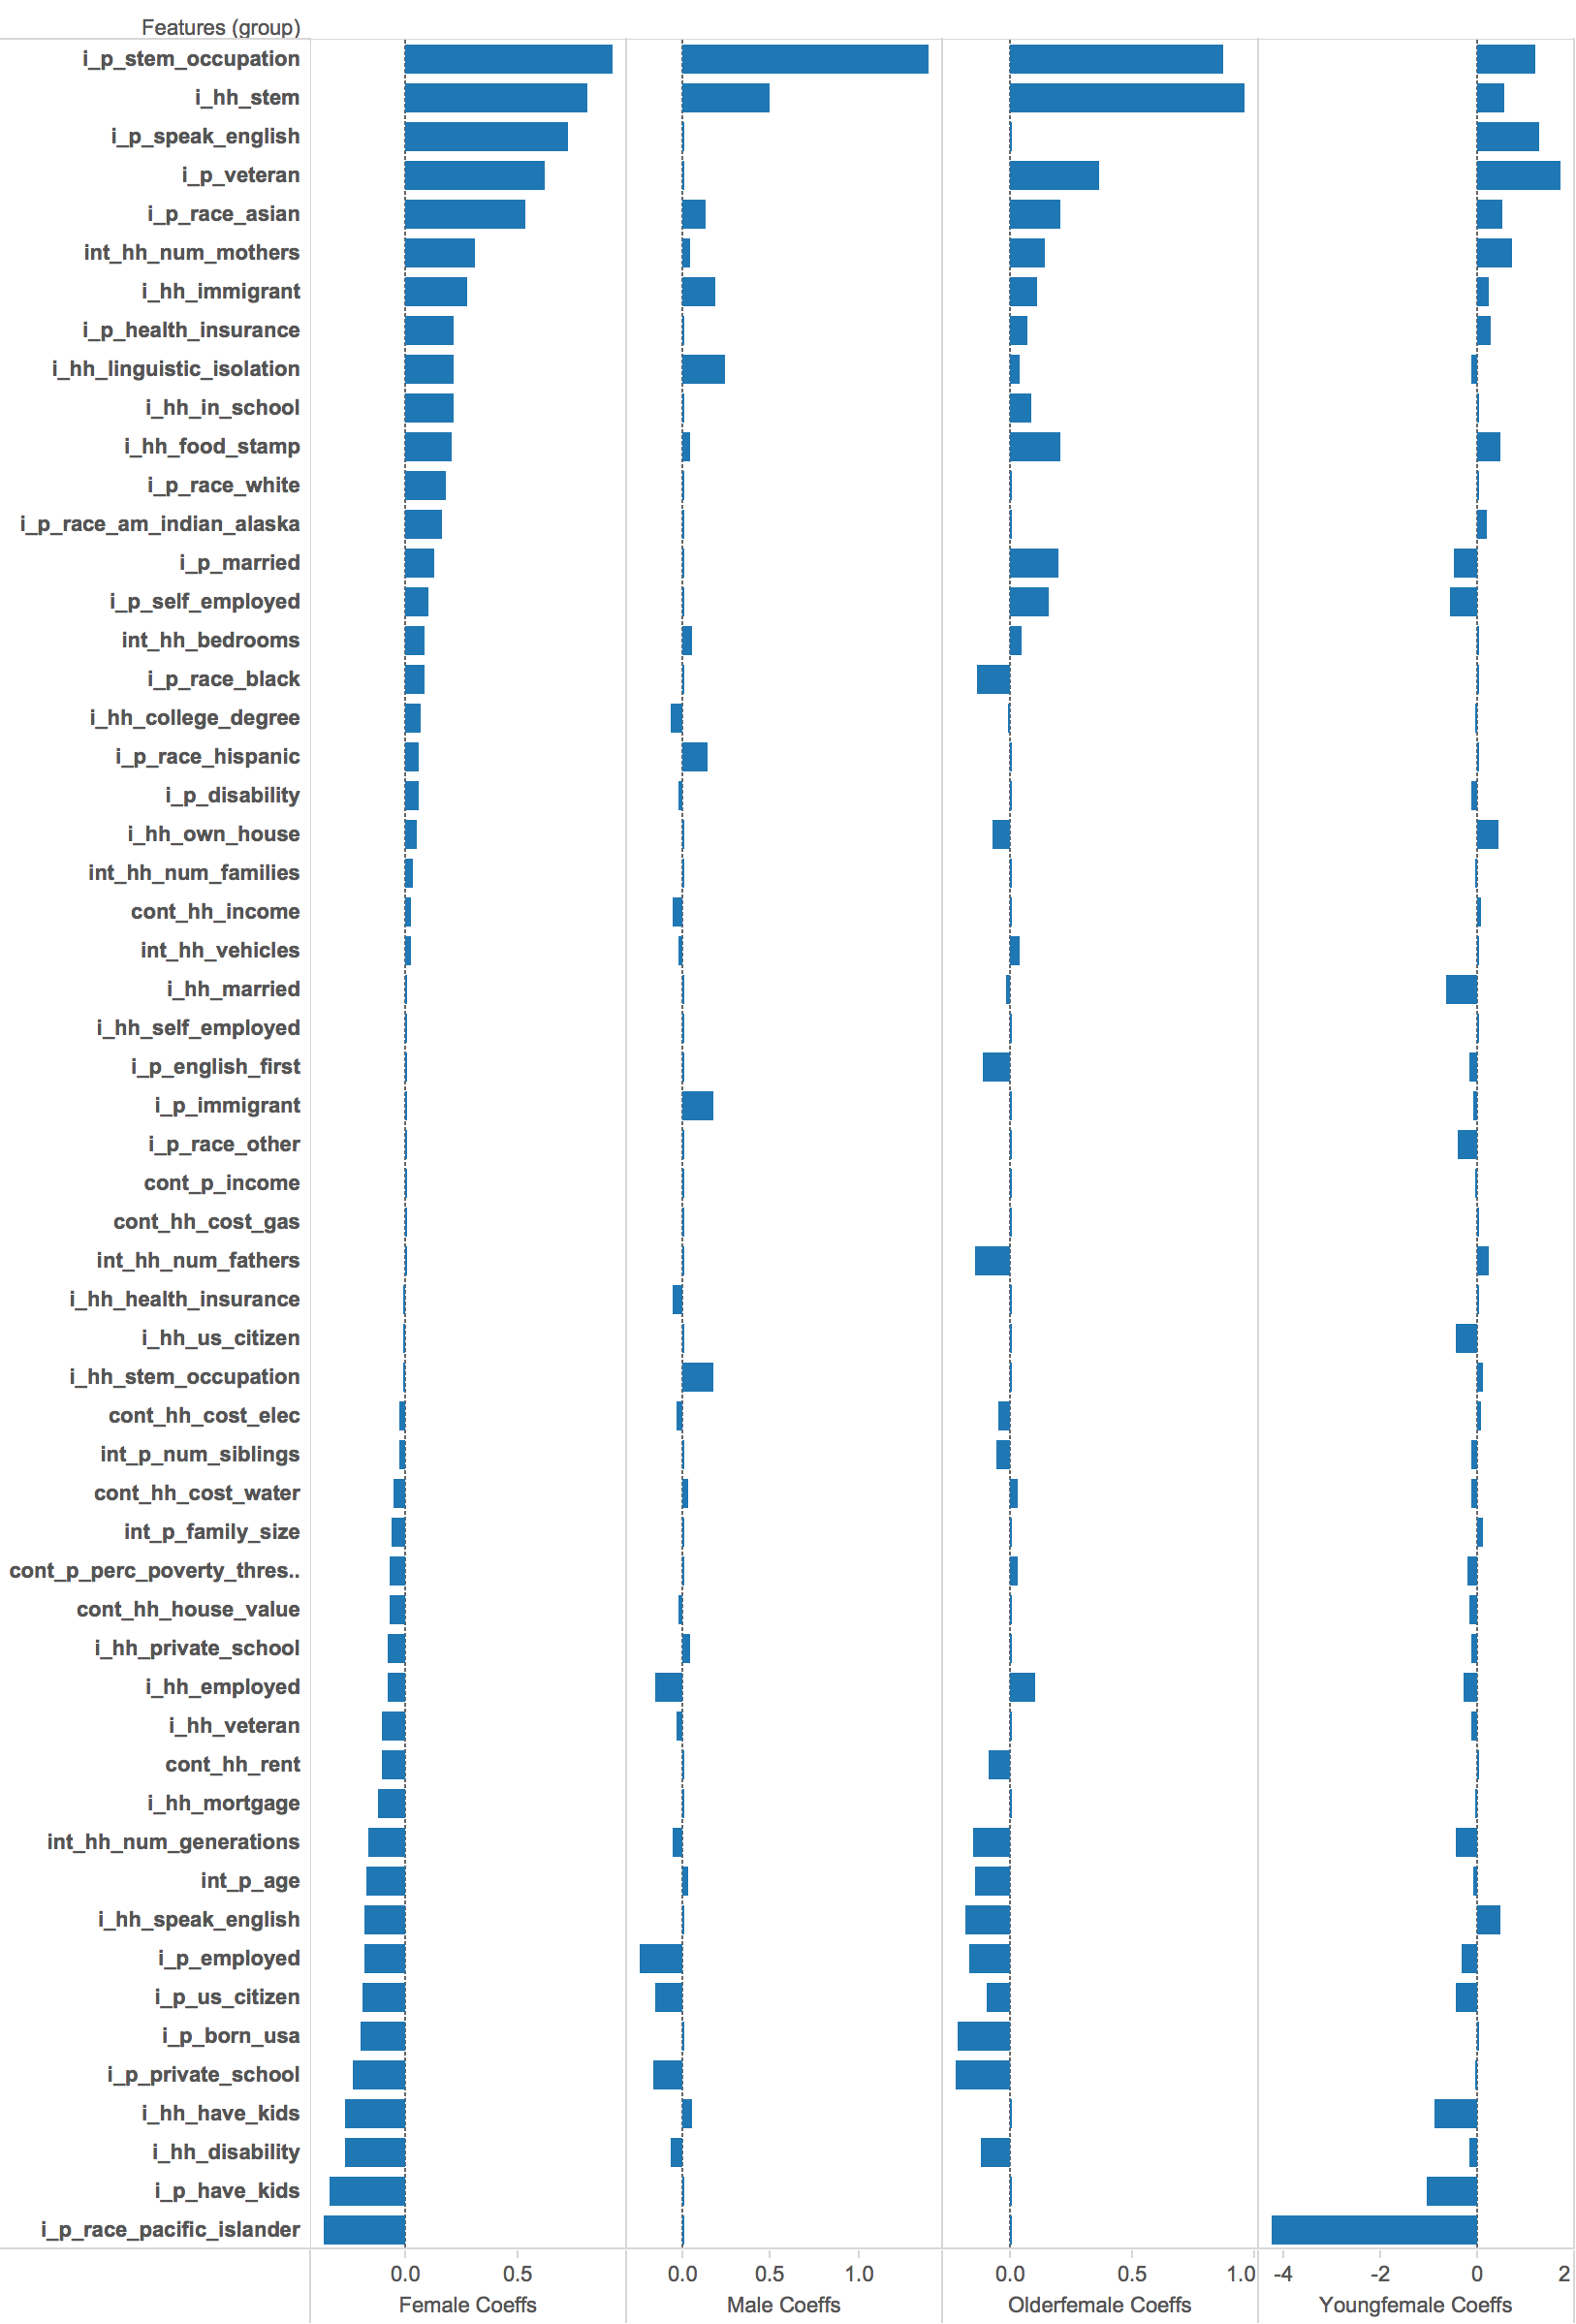 Features (group)
i_p_stem_occupation
i_hh_stem
i_p_speak_english
i_p_veteran
i_p_race_asian
int_hh_num_mothers
i_hh_immigrant
i_p_health_insurance
i_hh_linguistic_isolation
i_hh_in_school
i_hh_food_stamp
i_p_race_white
i_p_race_am_indian_alaska
i_p_married
i_p_self_employed
int_hh_bedrooms
i_p_race_black
i_hh_college_degree
i_p_race_hispanic
i_p_disability
i_hh_own_house
int_hh_num_families
cont_hh_income
int_hh_vehicles
i_hh_married
i_hh_self_employed
i_p_english_first
i_p_immigrant
i_p_race_other
cont_p_income
cont_hh_cost_gas
int_hh_num_fathers
i_hh_health_insurance
i_hh_us_citizen
i_hh_stem_occupation
cont_hh_cost_elec
int_p_num_siblings
cont_hh_cost_water
int_p_family_size
cont_p_perc_poverty_thres..
cont_hh_house_value
i_hh_private_school
i_hh_employed
i_hh_veteran
cont_hh_rent
i_hh_mortgage
int_hh_num_generations
int_p_age
i_hh_speak_english
i_p_employed
i_p_us_citizen
i_p_born_usa
i_p_private_school
i_hh_have_kids
i_hh_disability
i_p_have_kids
i_p_race_pacific_islander
0.0 0.5 0.0 0.5 1.0 0.0 0.5 1.0 -4 -2 0 2
Female Coeffs Male Coeffs Olderfemale Coeffs Youngfemale Coeffs